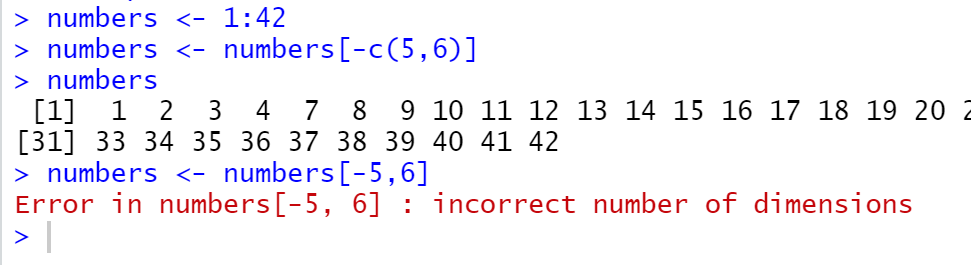 > numbers <- 1:42
> numbers <- numbers[-c(5,6)]
> numbers
[1] 1 2 3 4 7 8 9 10 11 12 13 14 15 16 17 18 19 20
[31] 33 34 35 36 37 38 39 40 41 42
> numbers <- numbers[-5,6]
Error in numbers[-5, 6] : incorrect number of dimensions
>